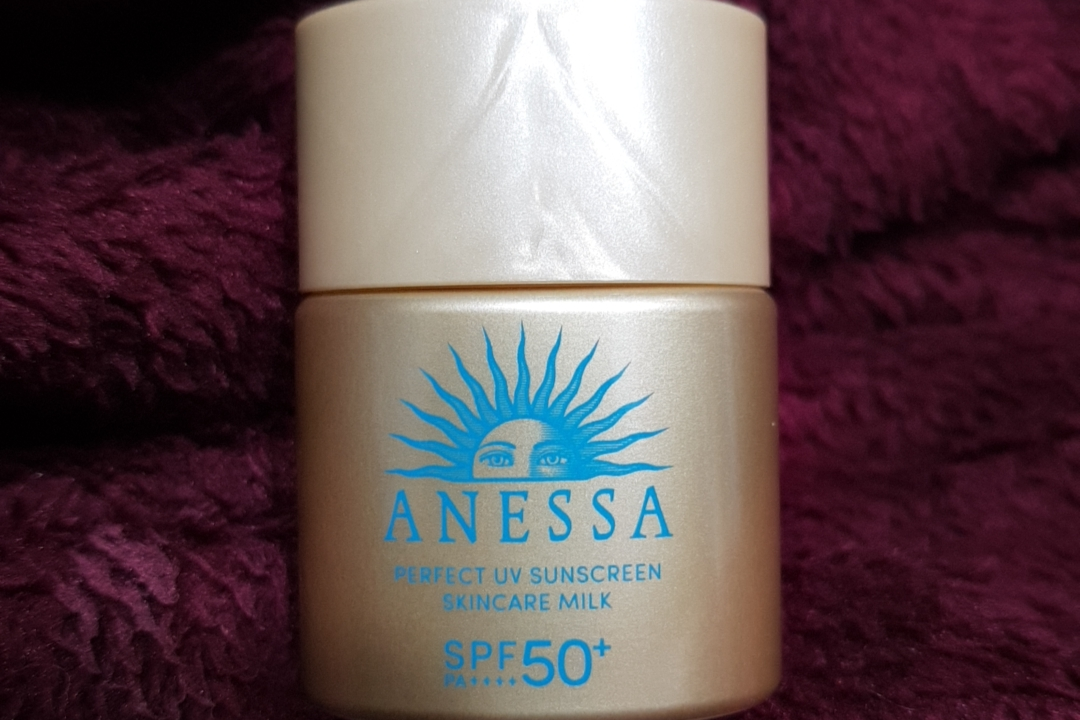 ANESSA
PERFECT UV SUNSCREEN
SKINCARE MILK
SPF50+
PA++++